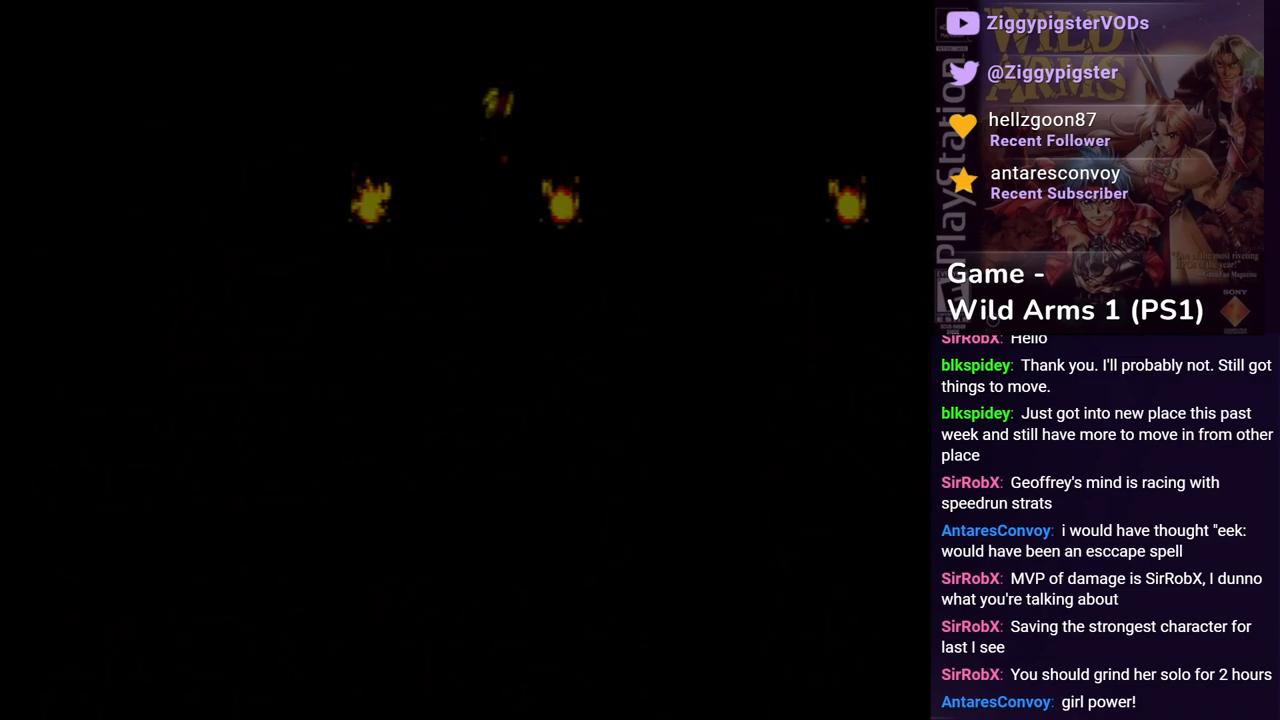 ZiggypigsterVODs
@Ziggypigster
hellzgoon87
Recent Follower
antaresconvoy
Recent Subscriber
WILD
ARMS
PlayStation
Game -
Wild Arms 1 (PS1)
SONY
SirRobX: Hello
blkspidey: Thank you. I'll probably not. Still got
things to move.
blkspidey: Just got into new place this past
week and still have more to move in from other
place
SirRobX: Geoffrey's mind is racing with
speedrun strats
AntaresConvoy: i would have thought "eek:
would have been an esccape spell
SirRobX: MVP of damage is SirRobX, I dunno
what you're talking about
SirRobX: Saving the strongest character for
last I see
SirRobX: You should grind her solo for 2 hours
AntaresConvoy: girl power!